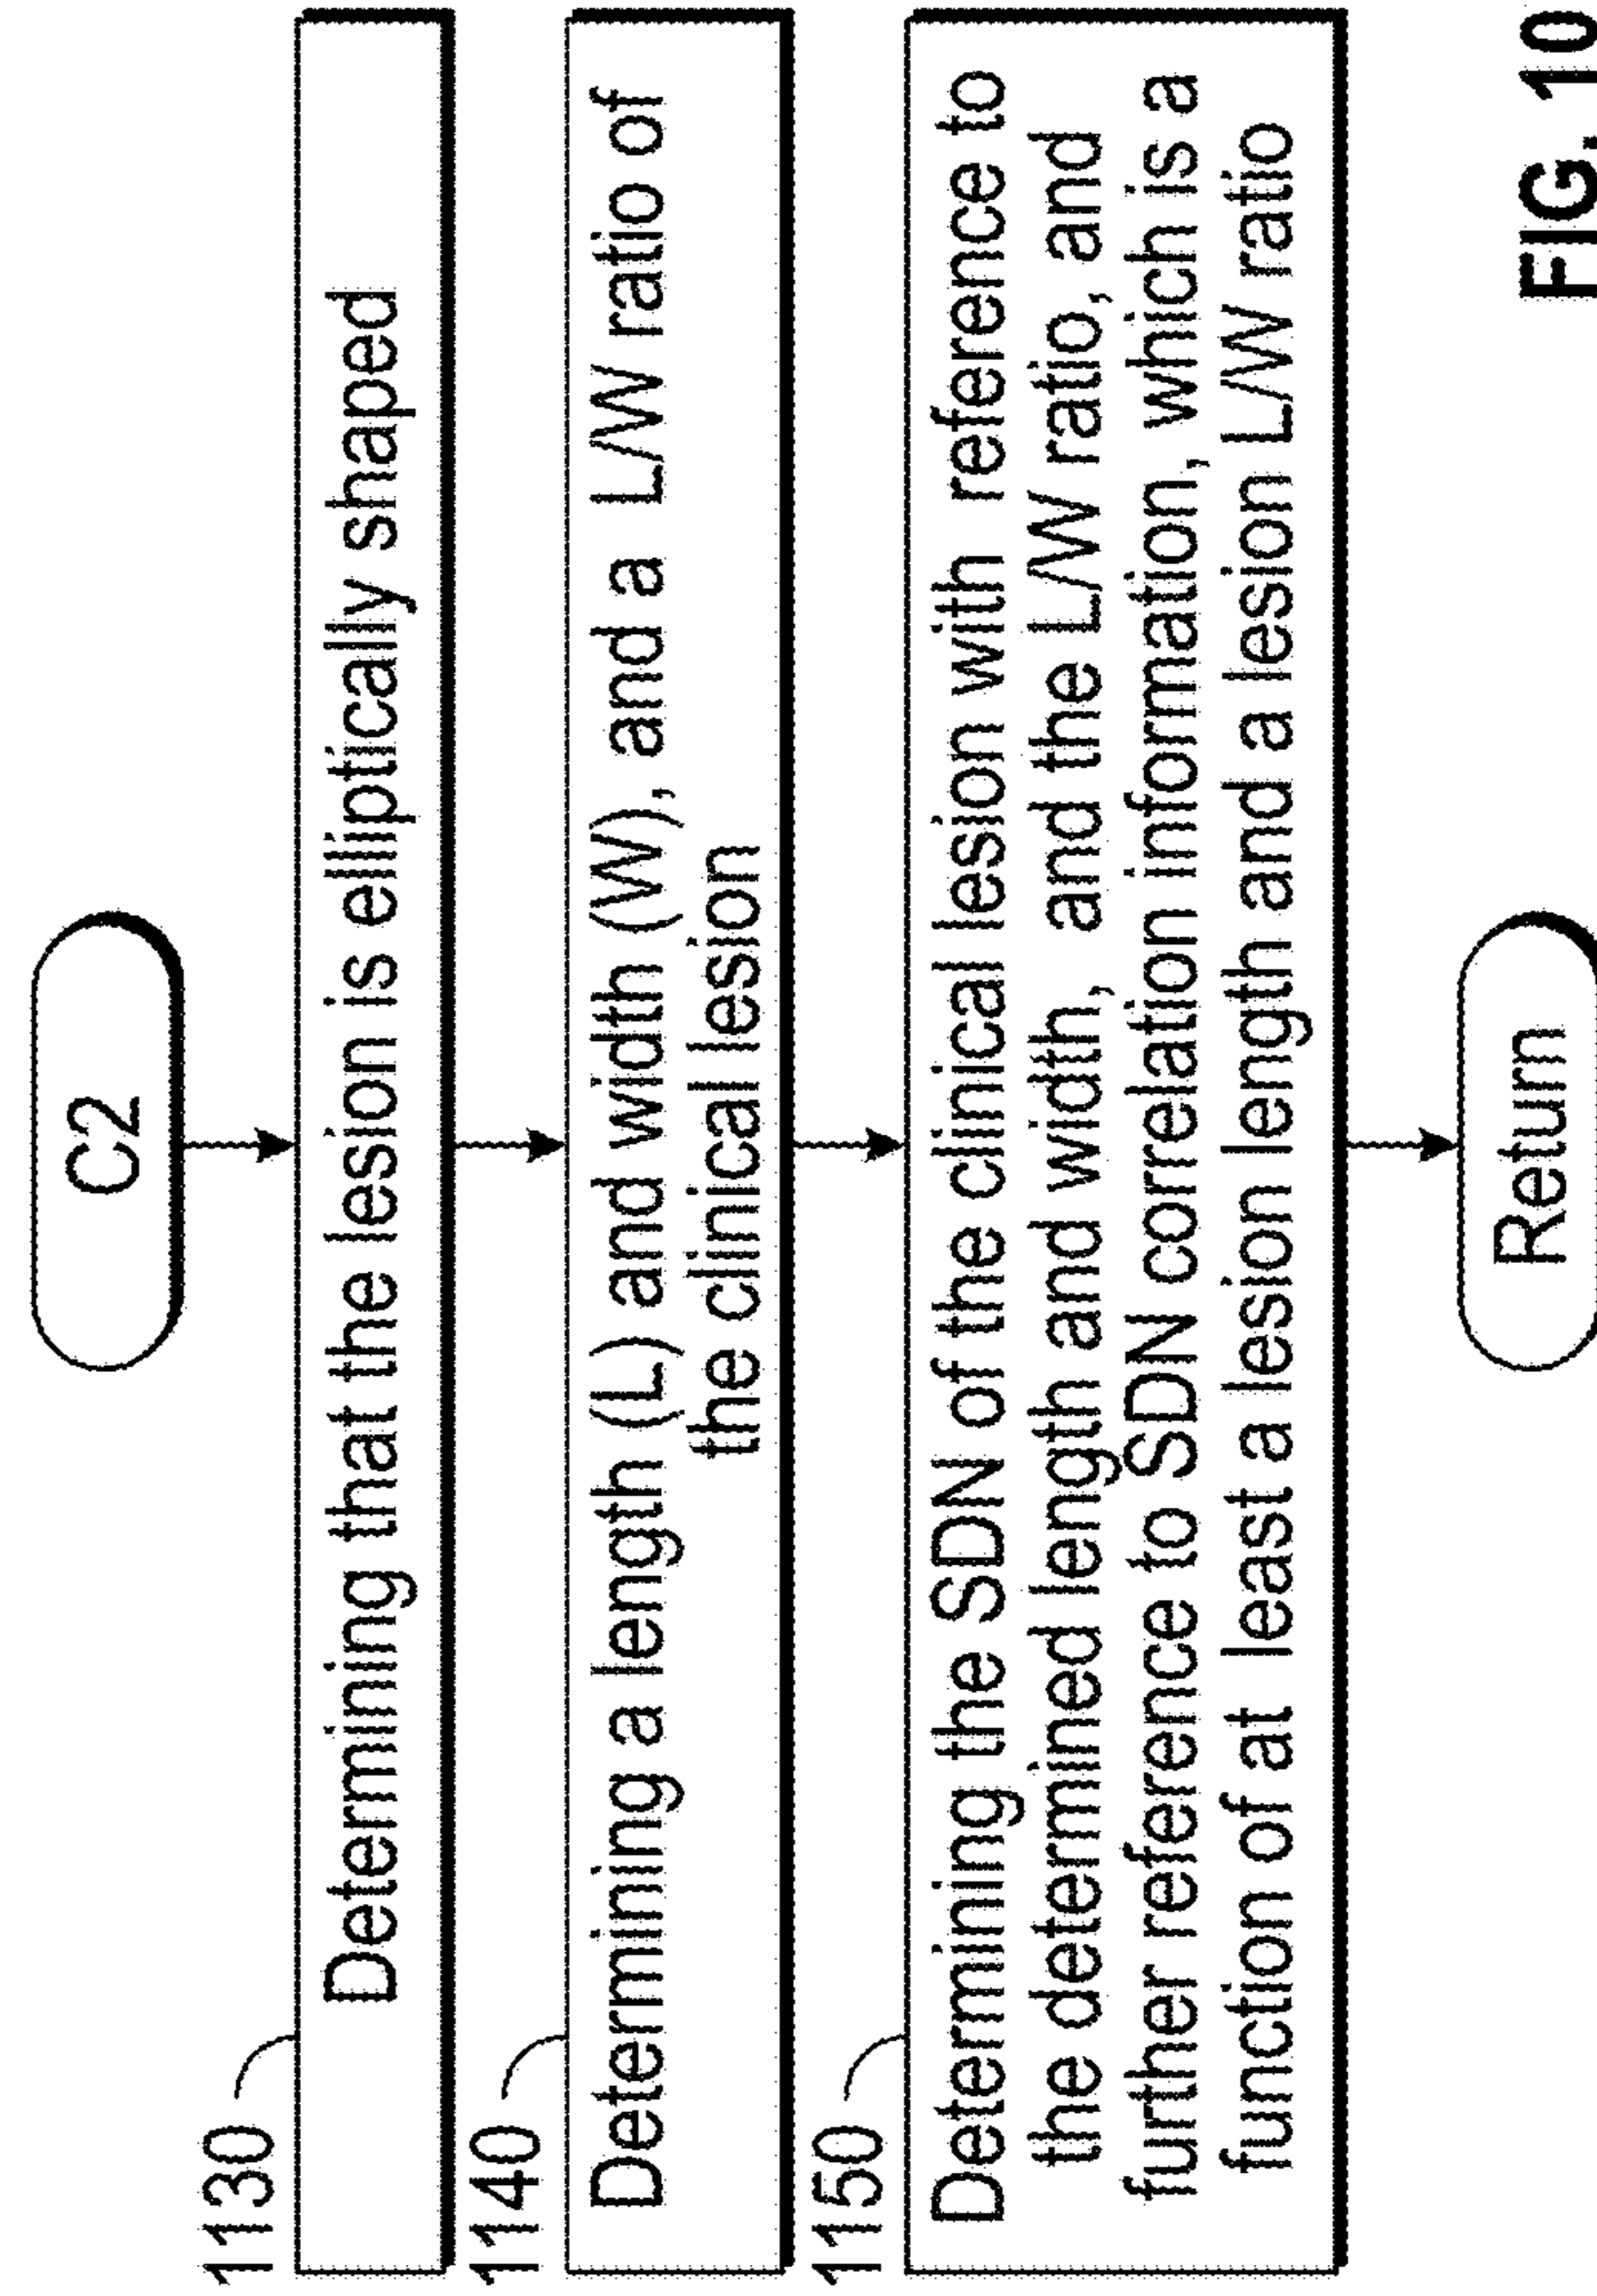 C2
1130
Determining that the lesion is elliptically shaped
1140
Determining a length (L) and width (W), and a L/W ratio of
the clinical lesion
1150
Determining the SDN of the clinical lesion with reference to
the determined length and width, and the L/W ratio, and
further reference to SDN correlation information, which is a
function of at least a lesion length and a lesion L/W ratio
Return
FIG. 10